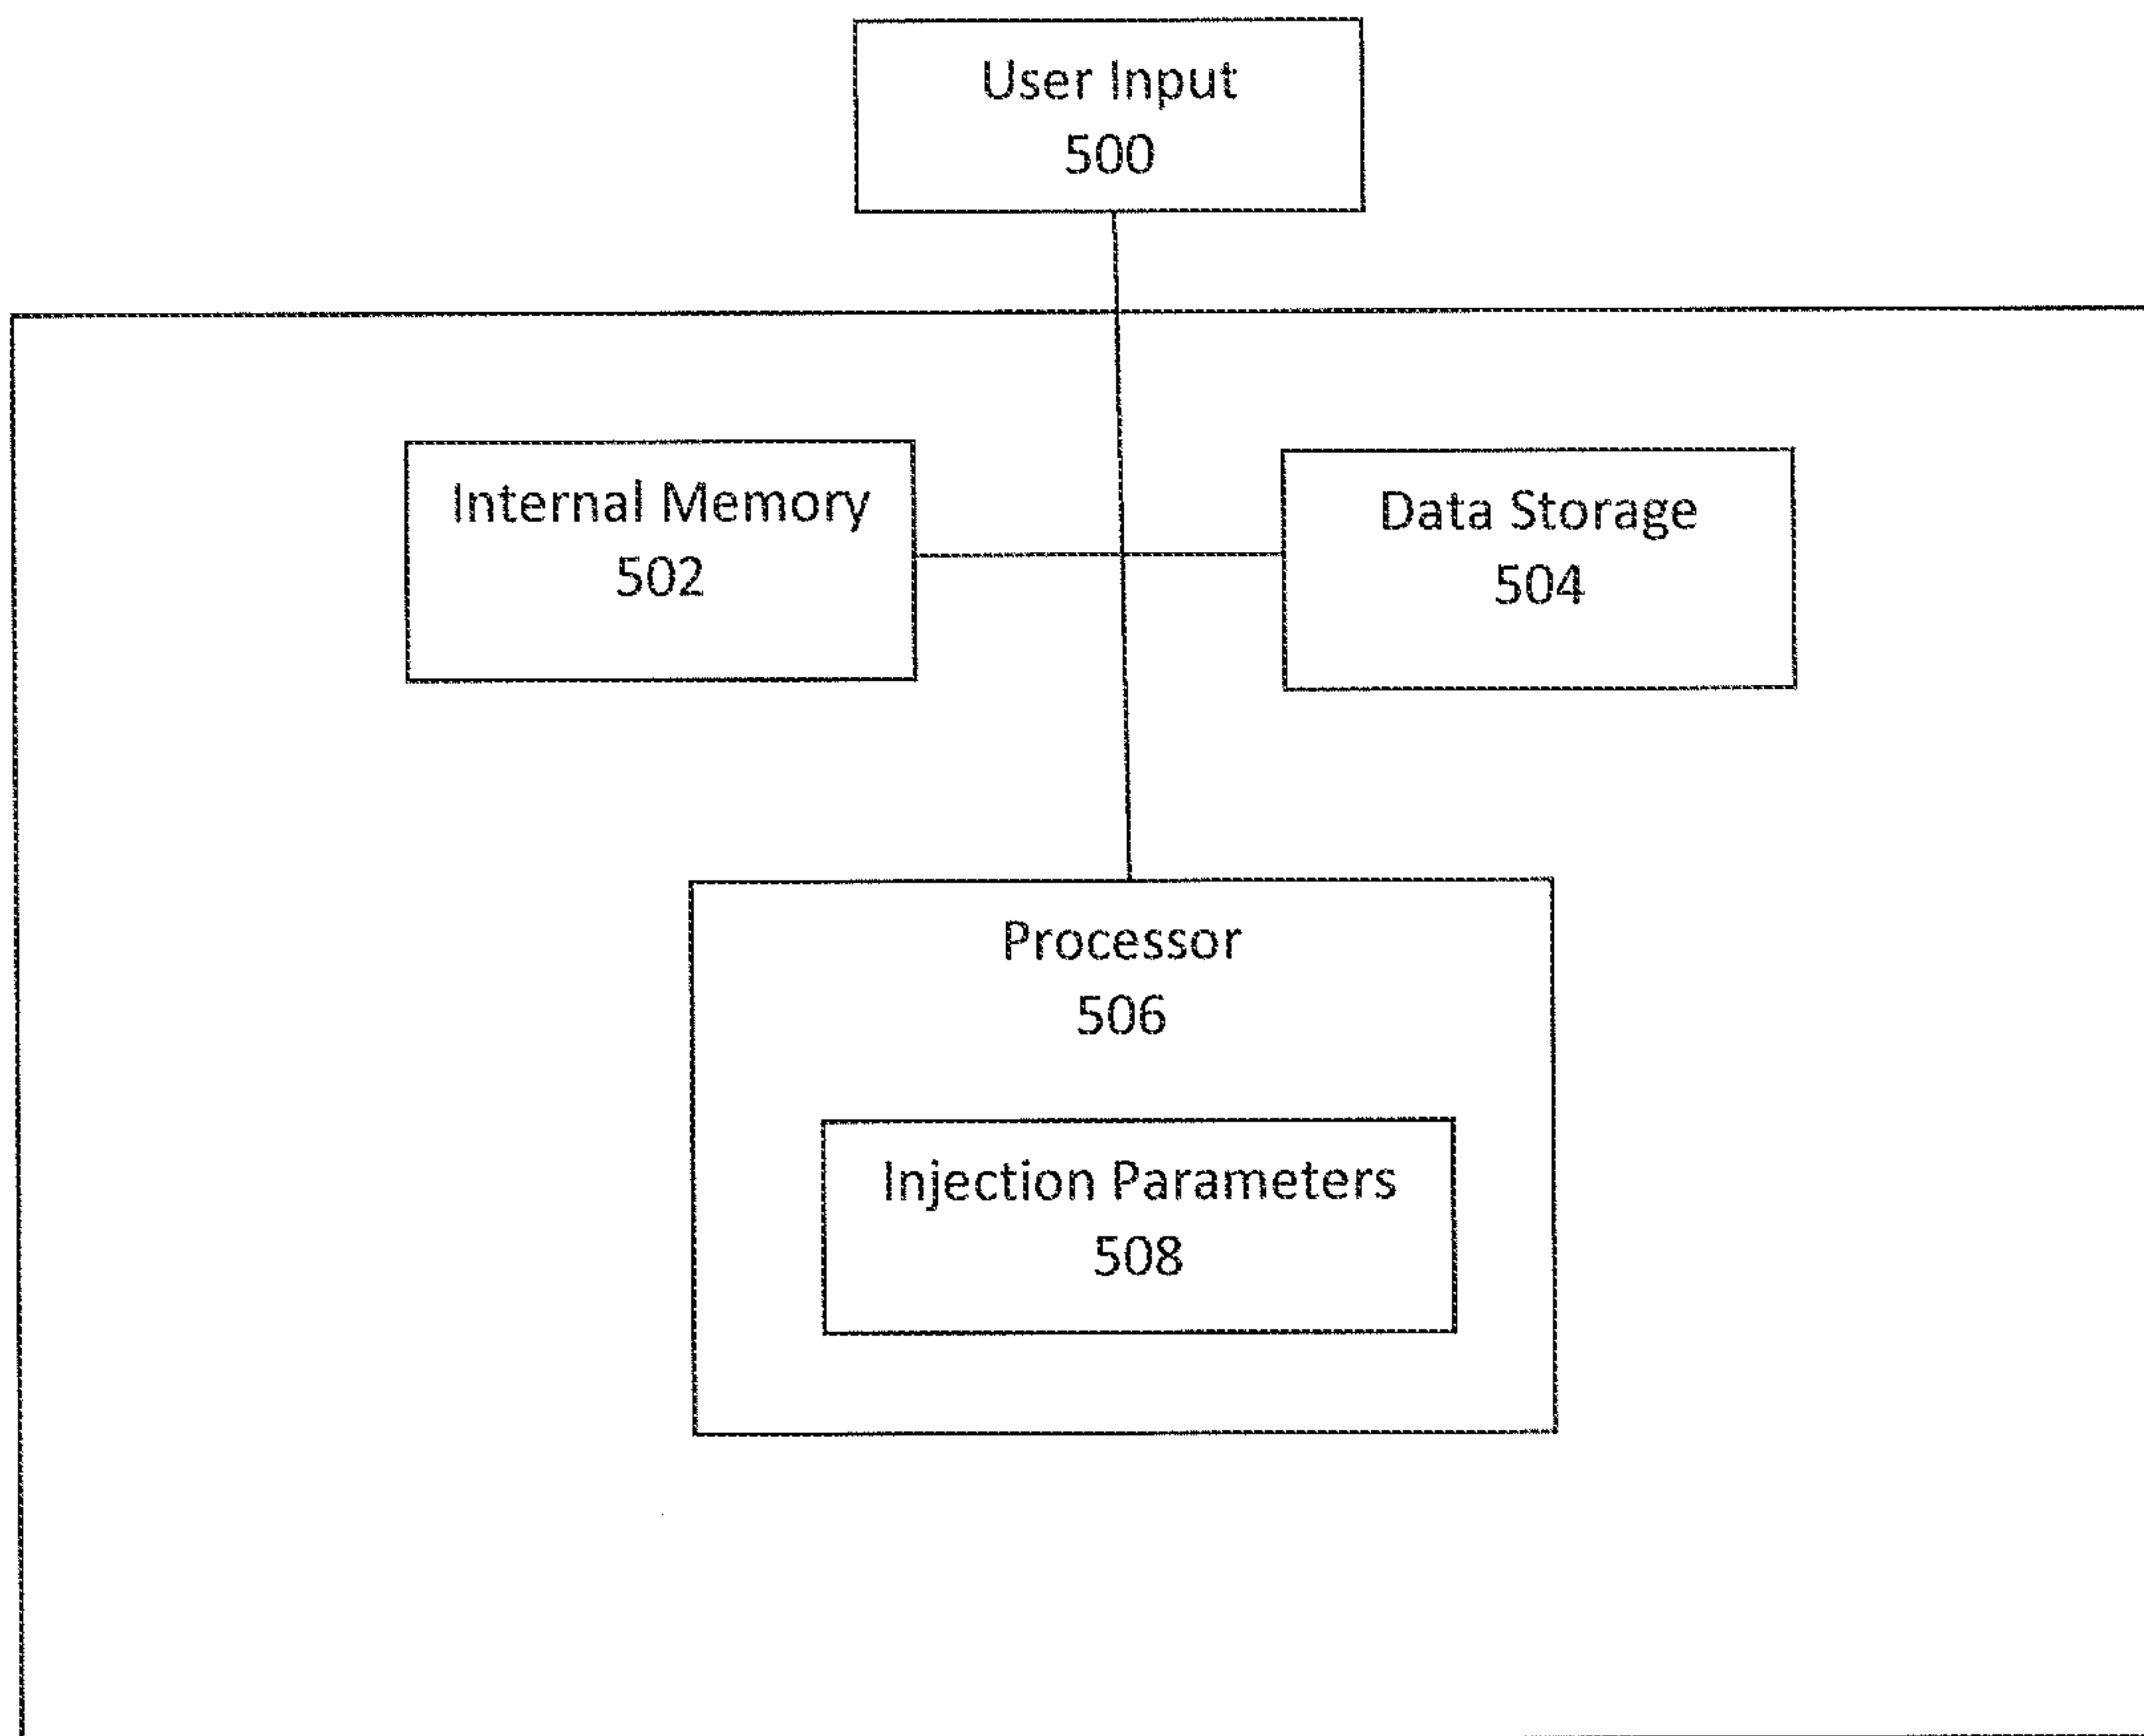 User Input
500
Internal Memory
502
Data Storage
504
Processor
506
Injection Parameters
508